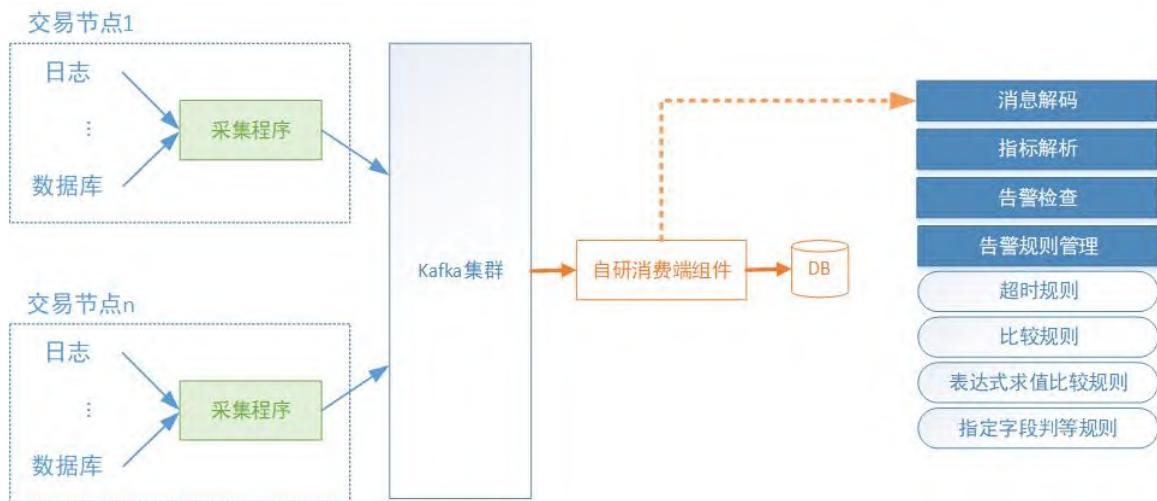 交易节点1
日志
⋮
数据库
采集程序
交易节点n
日志
⋮
数据库
采集程序
Kafka集群
自研消费端组件
DB
消息解码
指标解析
告警检查
告警规则管理
超时规则
比较规则
表达式求值比较规则
指定字段判等规则